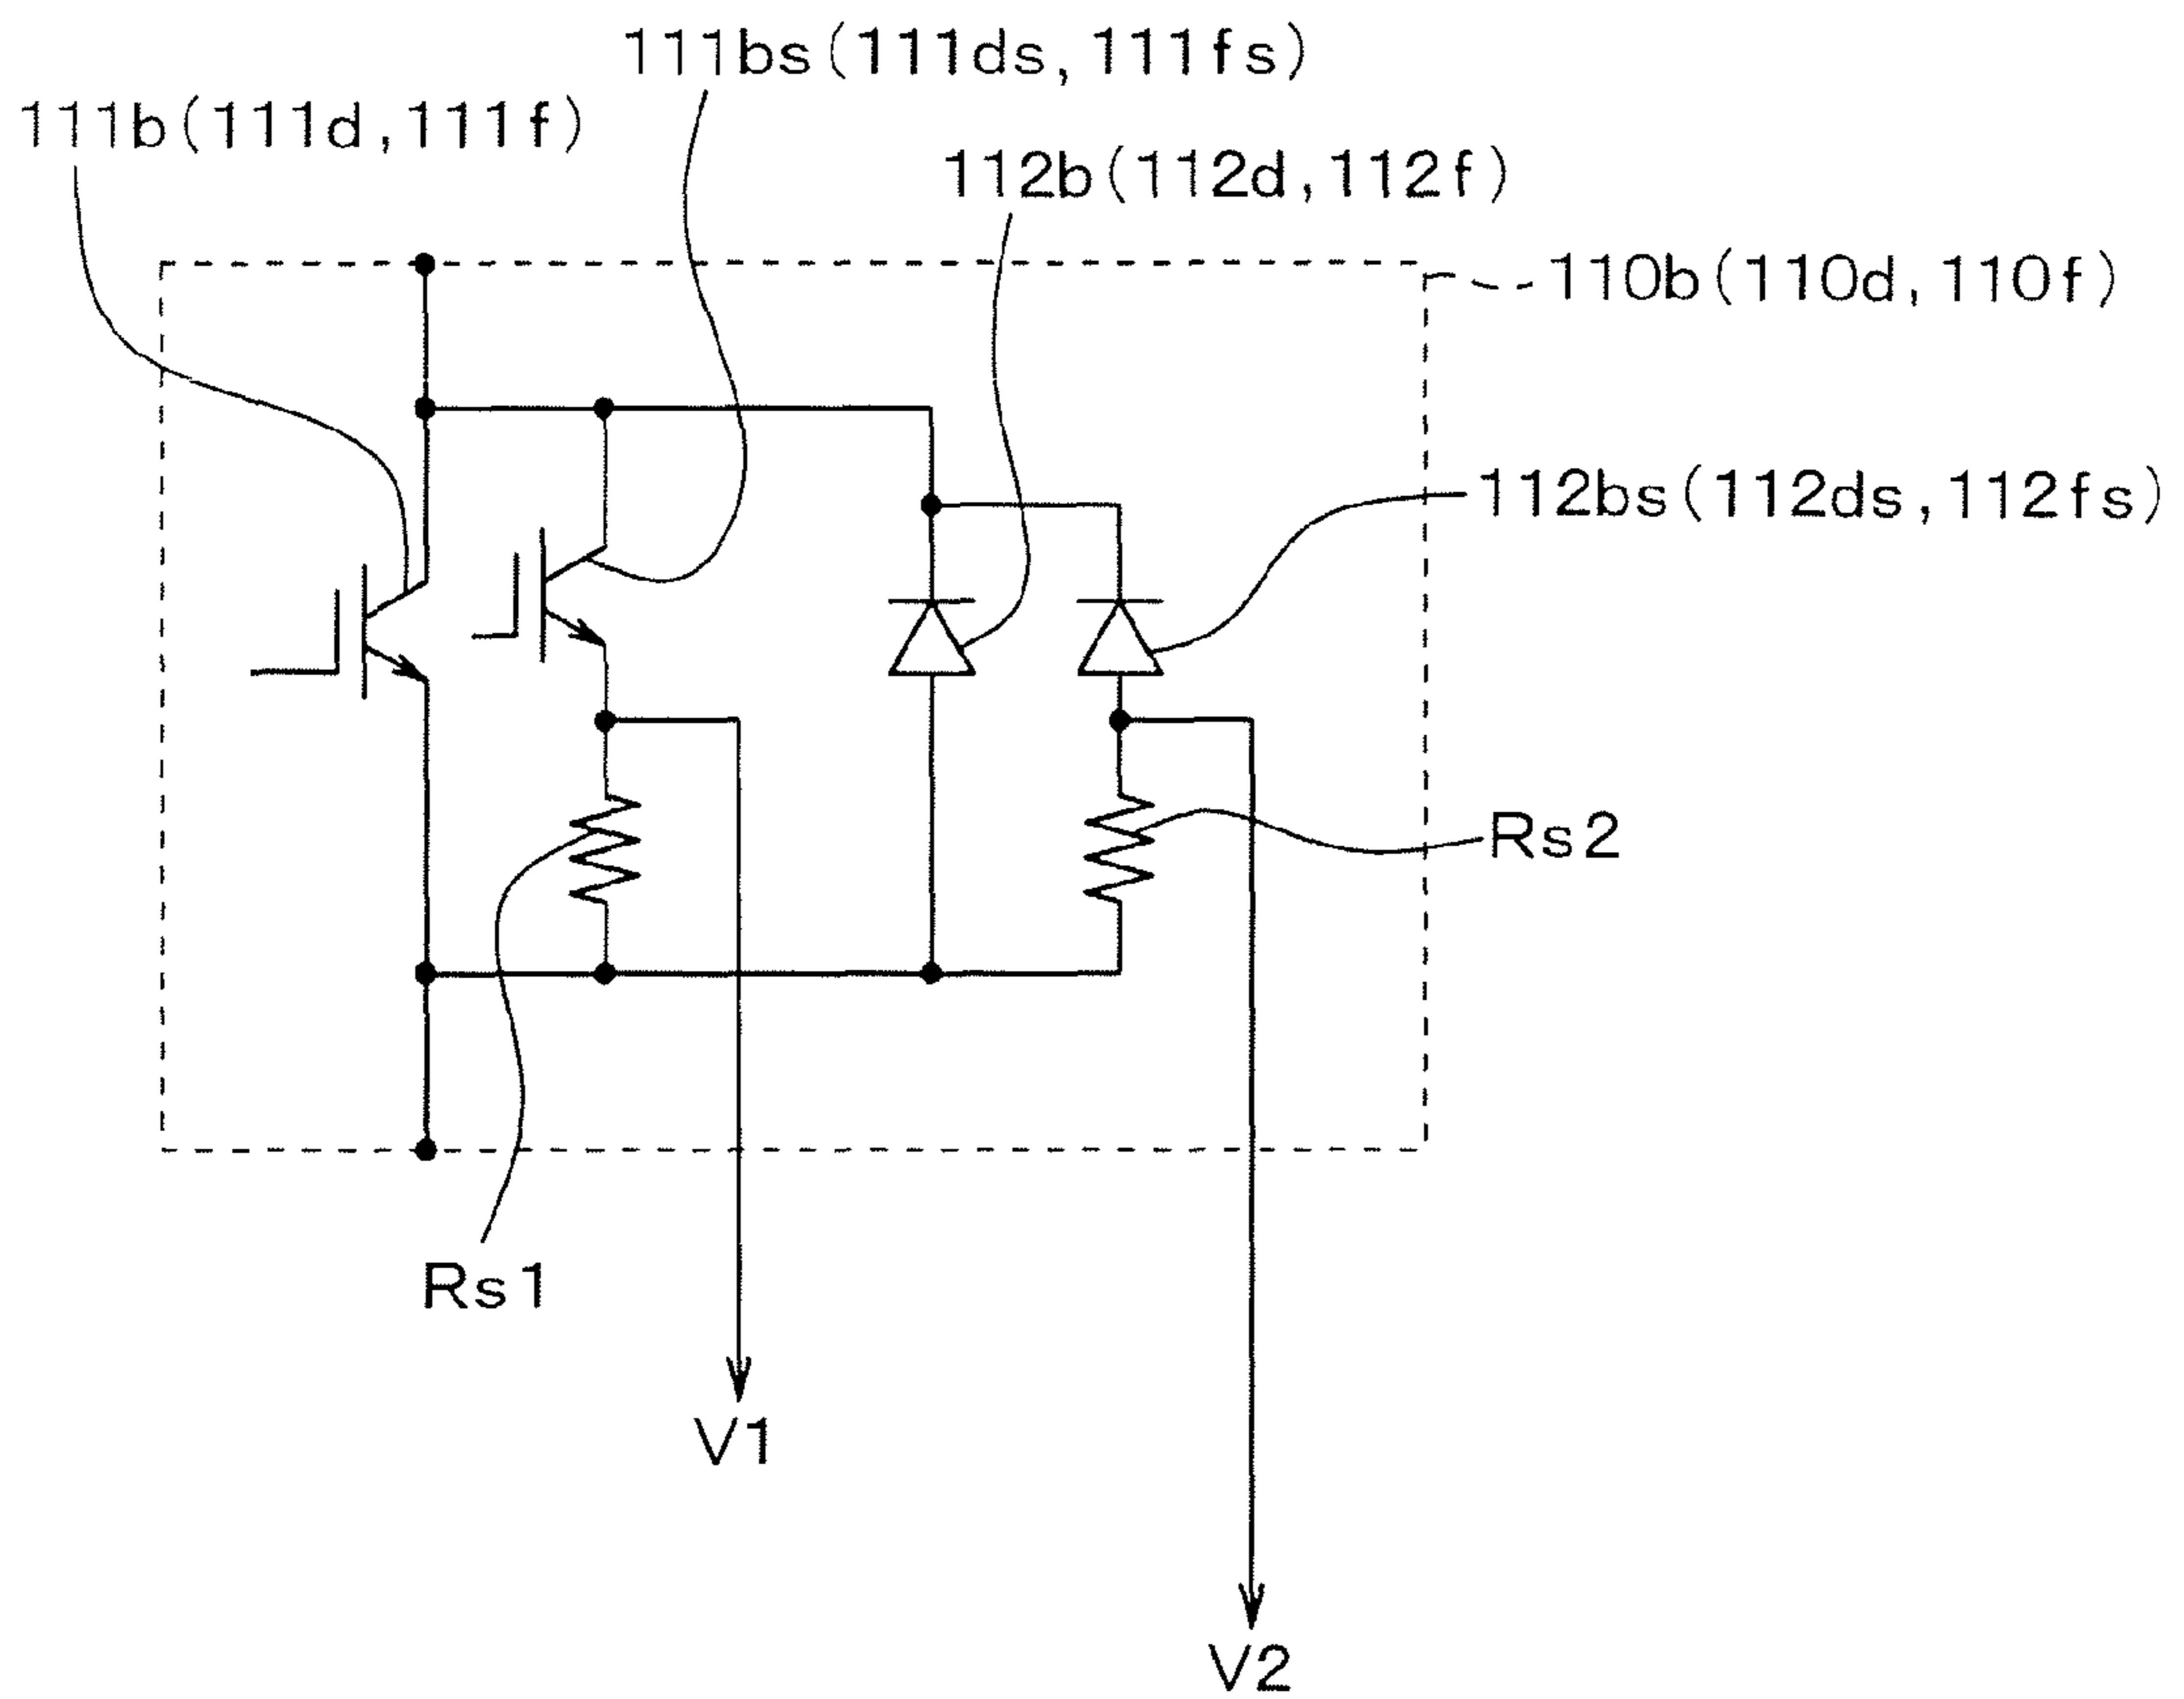 111bs(111ds,111fs)
111b(111d,111f)
112b(112d,112f)
110b(110d,110f)
112bs(112ds,112fs)
Rs2
Rs1
V1
V2